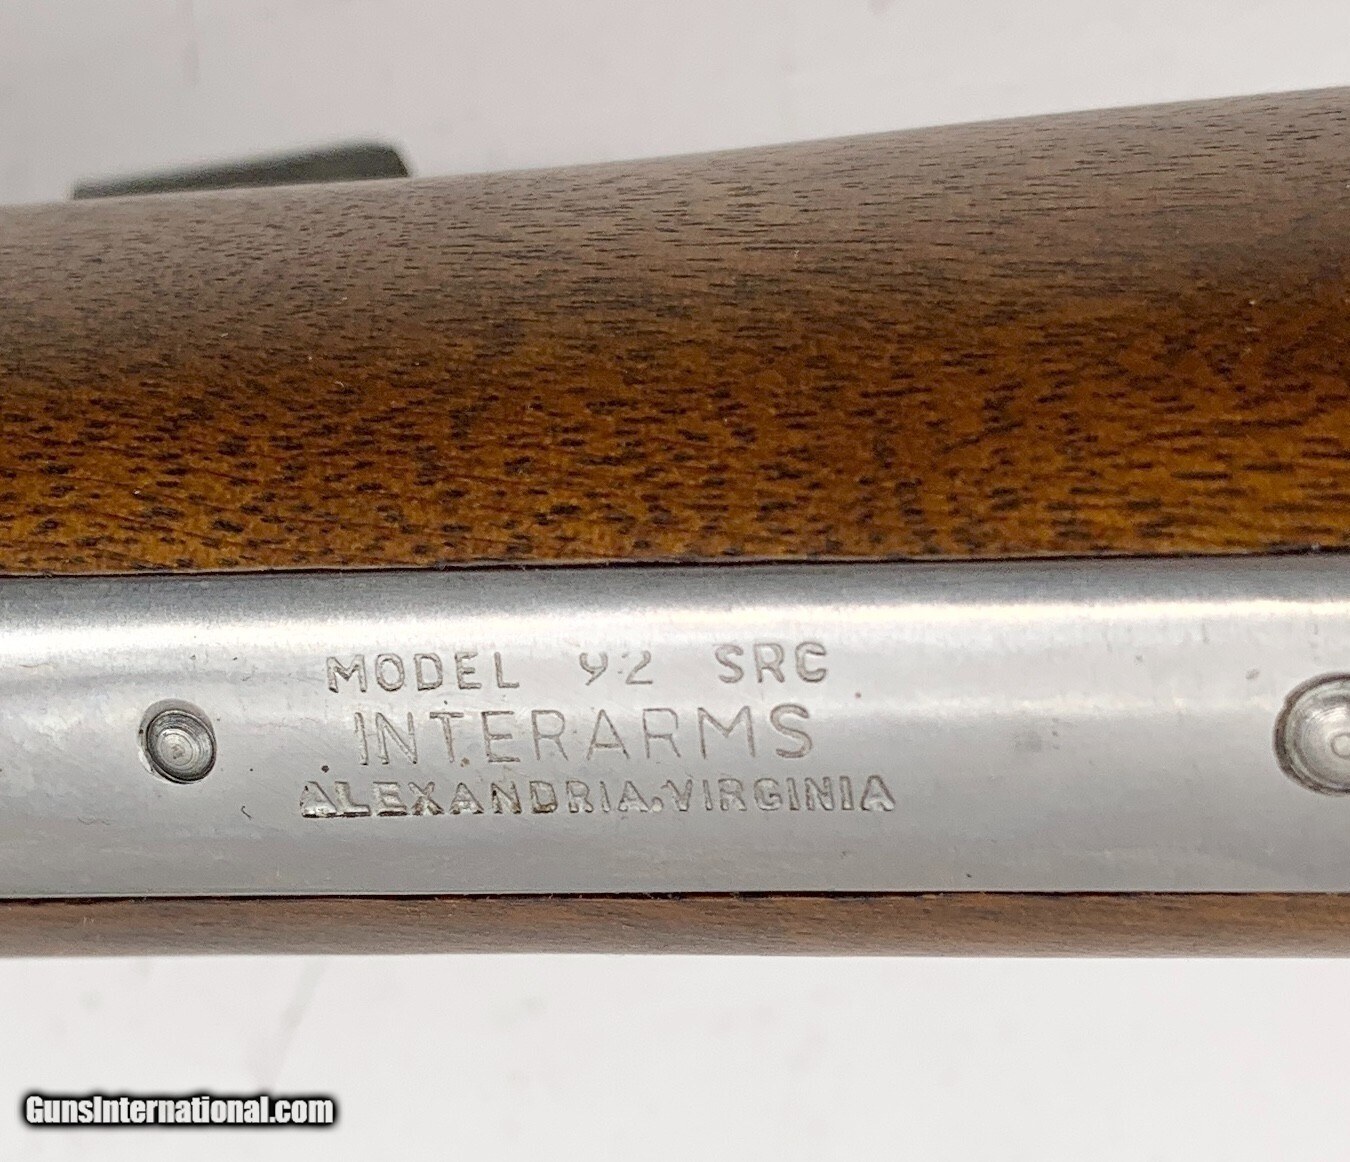 MODEL 92 SRC
INTERARMS
ALEXANDRIA.VIRGINIA
GunsInternational.com